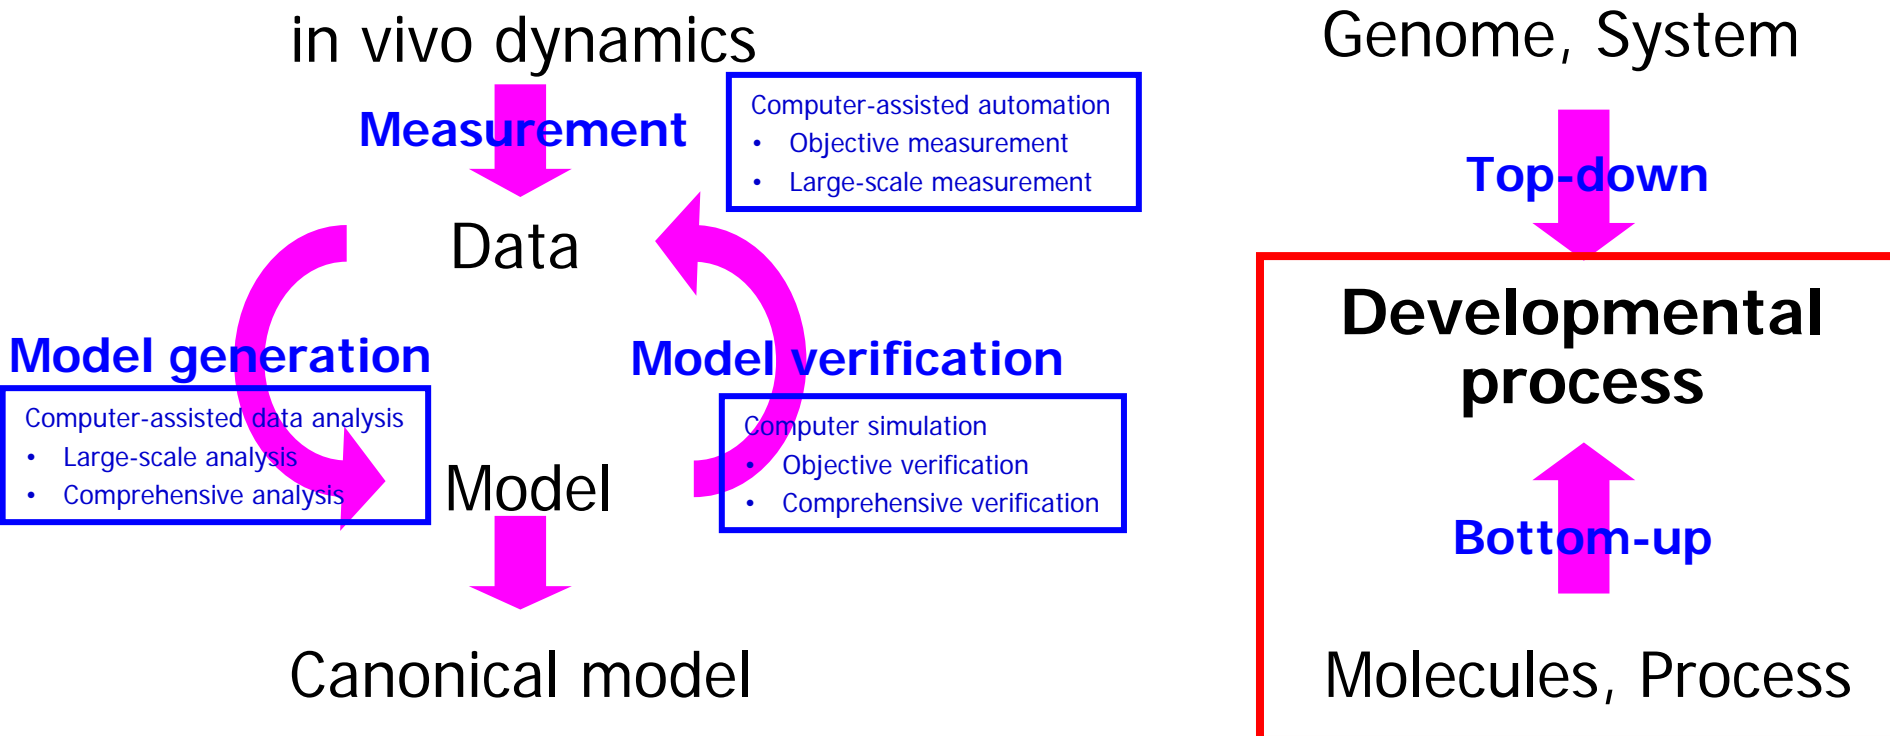 in vivo dynamics
Measurement
Computer-assisted automation
• Objective measurement
• Large-scale measurement
Data
Model generation
Computer-assisted data analysis
• Large-scale analysis
• Comprehensive analysis
Model verification
Computer simulation
• Objective verification
• Comprehensive verification
Model
Canonical model
Genome, System
Top-down
Developmental
process
Bottom-up
Molecules, Process